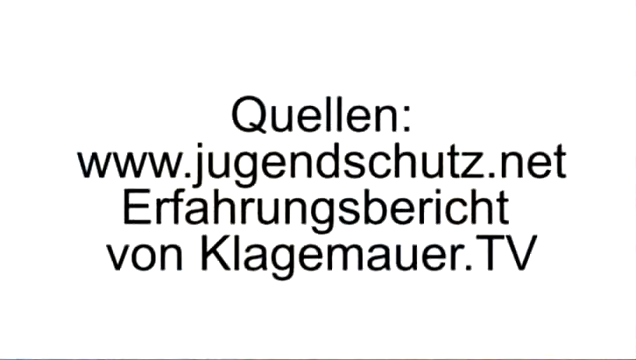 Quellen:
www.jugendschutz.net
Erfahrungsbericht
von Klagemauer.TV